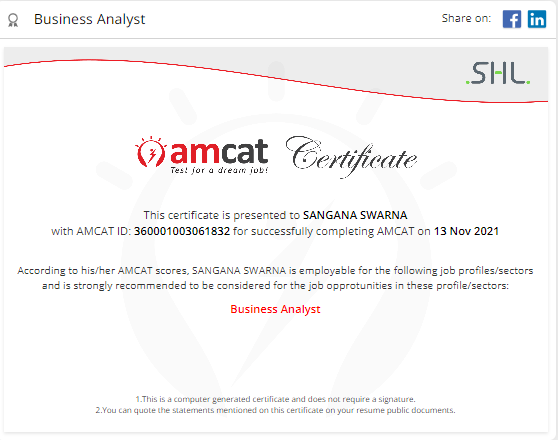 Business Analyst
Share on:
.SHL.
amcat Certificate
Test for a dream job!
This certificate is presented to SANGANA SWARNA
with AMCAT ID: 360001003061832 for successfully completing AMCAT on 13 Nov 2021
According to his/her AMCAT scores, SANGANA SWARNA is employable for the following job profiles/sectors
and is strongly recommended to be considered for the job opprotunities in these profile/sectors:
Business Analyst
1.This is a computer generated certificate and does not require a signature.
2.You can quote the statements mentioned on this certificate on your resume public documents.